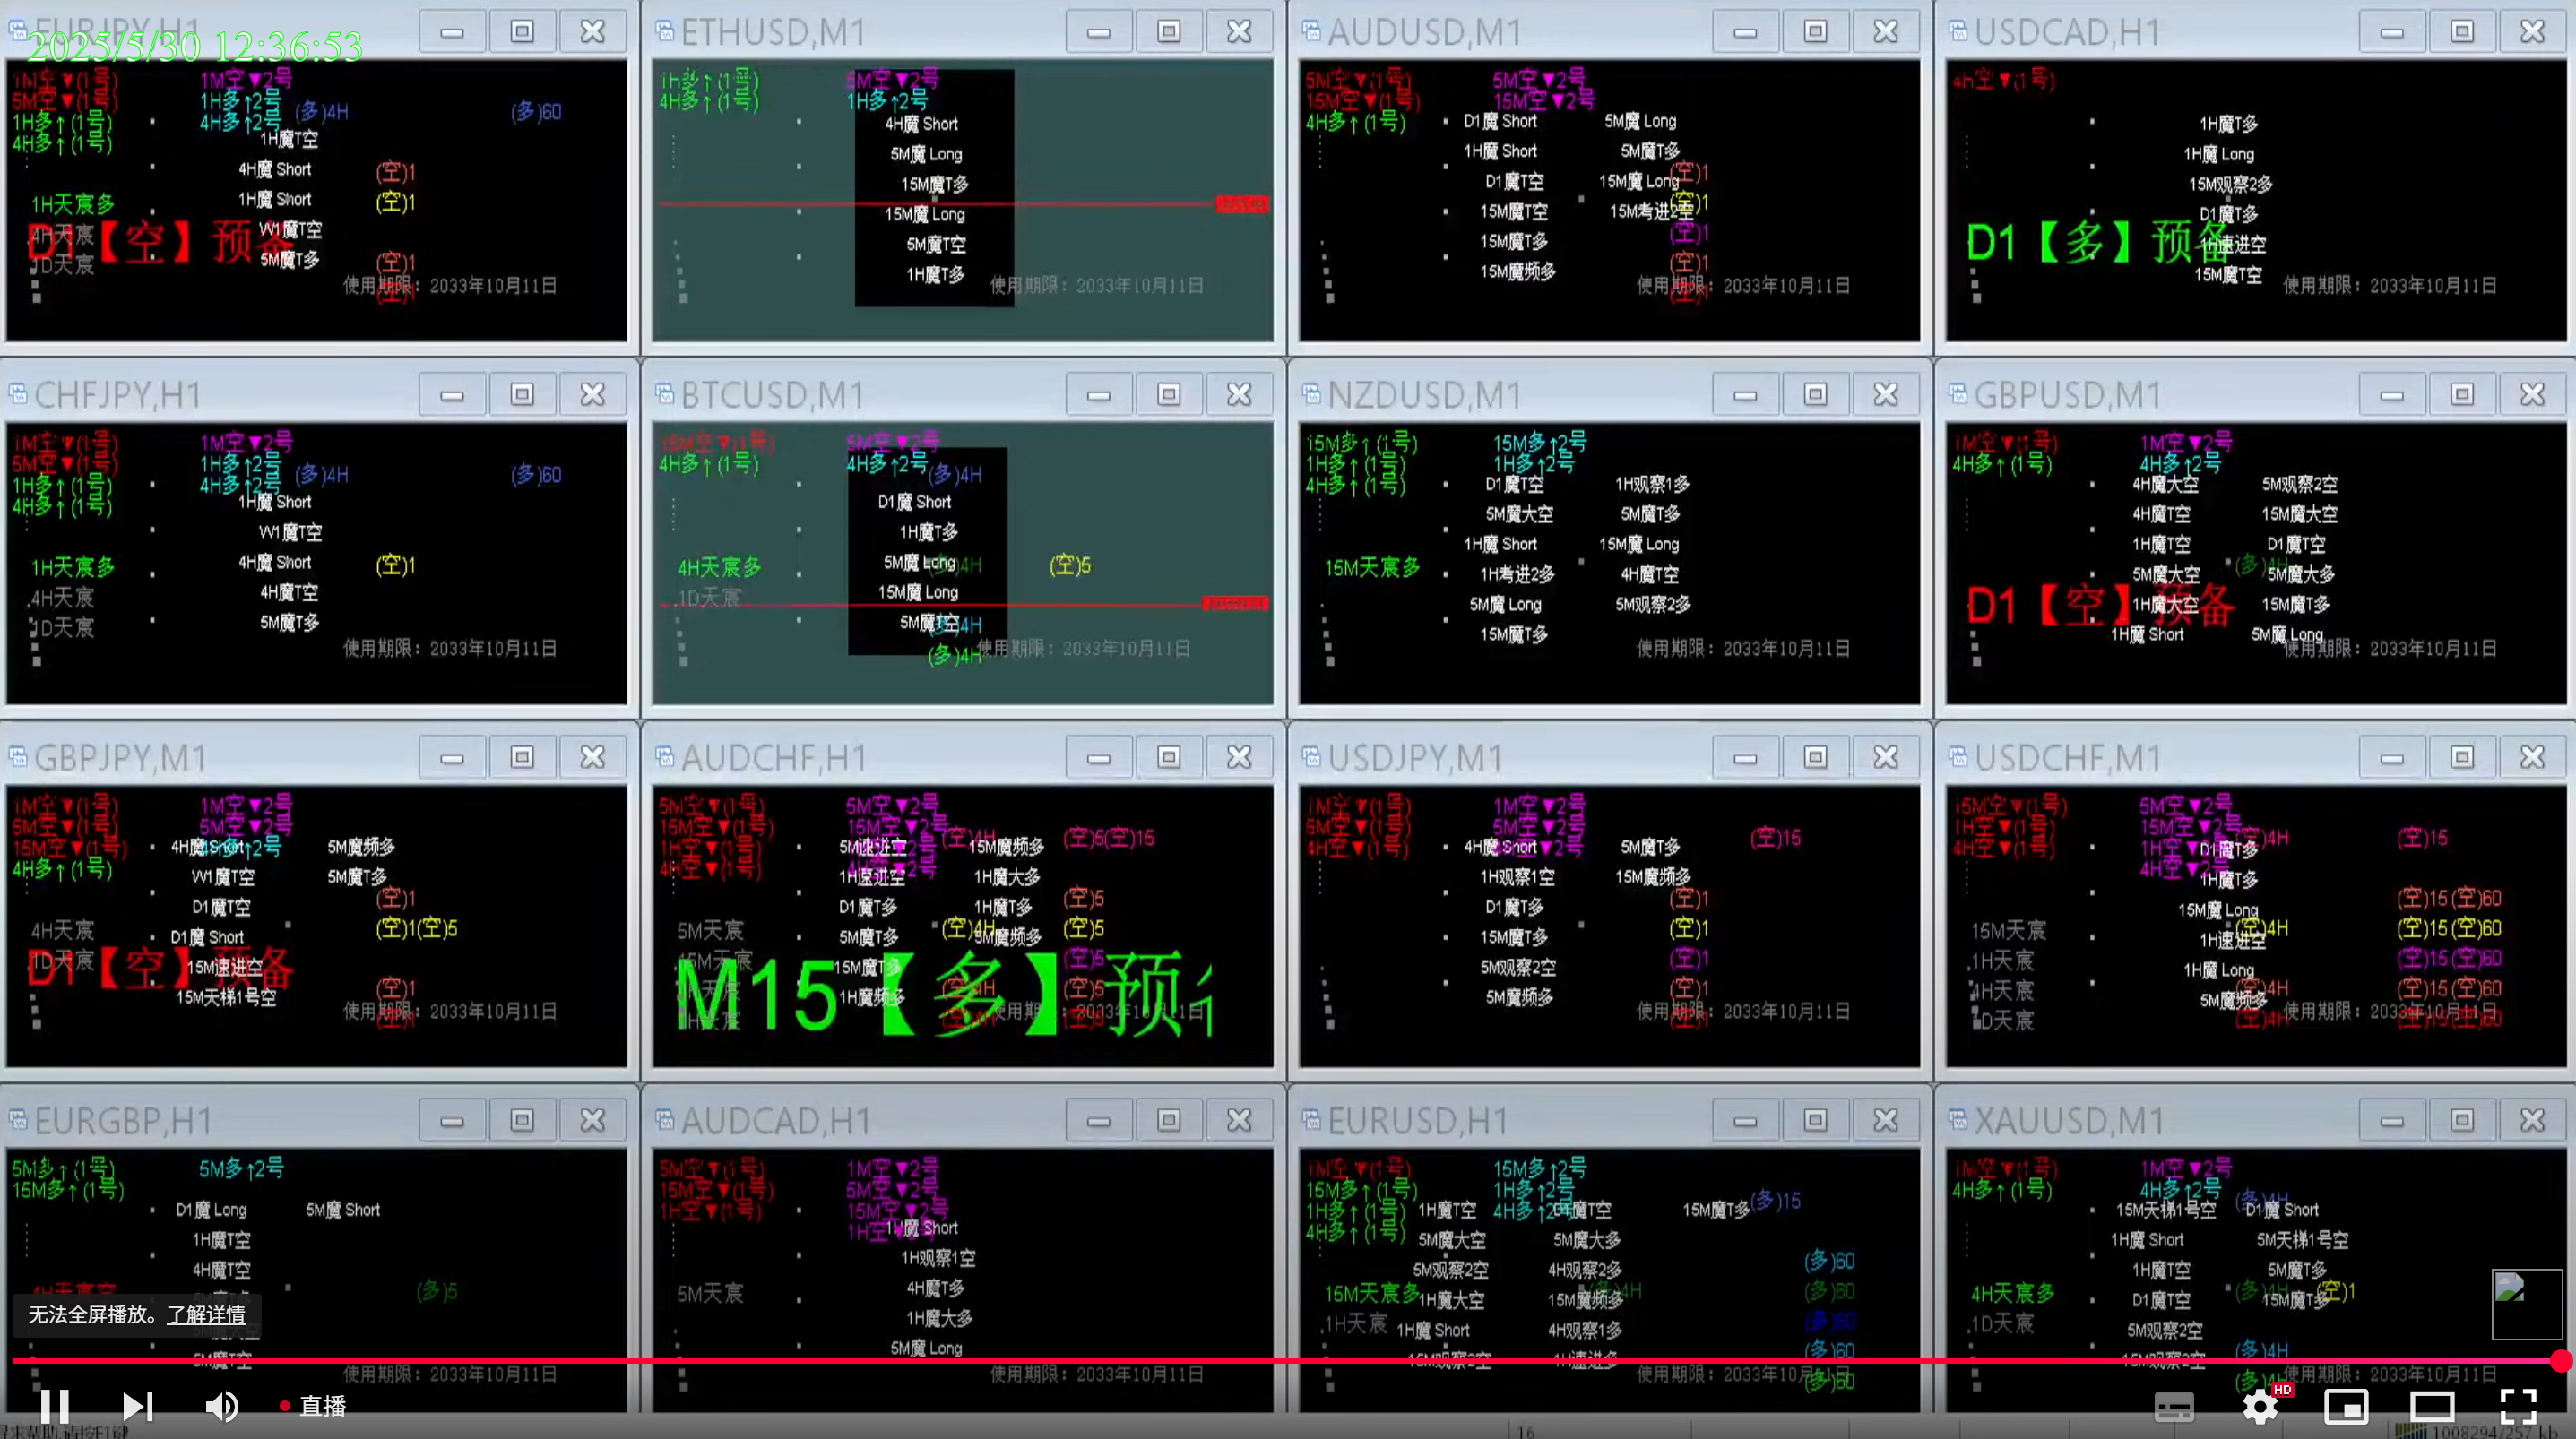 EURJPY,H1
2025/5/30 12:36:53
1M空▼(1号)
1M空▼2号
5M空▼(1号)
1H多↑2号
(多)4H
(多)60
1H多↑(1号)
4H多↑2号
4H多↑(1号)
1H魔T空
4H魔 Short
(空)1
1H天宸多
1H魔 Short
(空)1
W1魔T空
4H天宸
D1【空】预备
1D天宸
5M魔T多
(空)1
使用期限：2033年10月11日
ETHUSD,M1
1h多↑(1号)
5M空▼2号
4H多↑(1号)
1H多↑2号
4H魔 Short
5M魔 Long
15M魔T多
15M魔 Long
5M魔T空
1H魔T多
使用期限：2033年10月11日
AUDUSD,M1
5M空▼(1号)
5M空▼2号
15M空▼(1号)
15M空▼2号
4H多↑(1号)
D1魔 Short
5M魔 Long
1H魔 Short
5M魔T多
(空)1
D1魔T空
15M魔 Long
(空)1
15M魔T空
15M考进2空
(空)1
15M魔T多
(空)1
15M魔频多
使用期限：2033年10月11日
USDCAD,H1
4h空▼(1号)
1H魔T多
1H魔 Long
15M观察2多
D1魔T多
D1【多】预备
1H速进空
15M魔T空
使用期限：2033年10月11日
CHFJPY,H1
1M空▼(1号)
1M空▼2号
5M空▼(1号)
1H多↑2号
(多)4H
(多)60
1H多↑(1号)
4H多↑2号
4H多↑(1号)
1H魔 Short
W1魔T空
1H天宸多
4H魔 Short
(空)1
4H天宸
4H魔T空
1D天宸
5M魔T多
使用期限：2033年10月11日
BTCUSD,M1
15M空▼(1号)
5M空▼2号
4H多↑(1号)
4H多↑2号
(多)4H
D1魔 Short
1H魔T多
4H天宸多
5M魔 Long
(空)5
1D天宸
15M魔 Long
5M魔T空
(多)4H
(多)4H
使用期限：2033年10月11日
NZDUSD,M1
15M多↑(1号)
15M多↑2号
1H多↑(1号)
1H多↑2号
4H多↑(1号)
D1魔T空
1H观察1多
5M魔大空
5M魔T多
1H魔 Short
15M魔 Long
15M天宸多
1H考进2多
4H魔T空
5M魔 Long
5M观察2多
15M魔T多
使用期限：2033年10月11日
GBPUSD,M1
1M空▼(1号)
1M空▼2号
4H多↑(1号)
4H多↑2号
4H魔大空
5M观察2空
4H魔T空
15M魔大空
1H魔T空
D1魔T空
5M魔大空
5M魔大多
D1【空】预备
1H魔大空
15M魔T多
1H魔 Short
5M魔 Long
使用期限：2033年10月11日
GBPJPY,M1
1M空▼(1号)
1M空▼2号
5M空▼(1号)
5M空▼2号
15M空▼(1号)
4H魔 Short
4H多↑2号
5M魔频多
4H多↑(1号)
W1魔T空
5M魔T多
(空)1
D1魔T空
4H天宸
D1魔 Short
(空)1(空)5
1D天宸
D1【空】预备
15M速进空
(空)1
15M天梯1号空
使用期限：2033年10月11日
AUDCHF,H1
5M空▼(1号)
5M空▼2号
15M空▼(1号)
15M空▼2号
(空)4H
(空)5(空)15
1H空▼(1号)
5M速进空
15M魔频多
4H空▼(1号)
1H速进空
1H魔大多
D1魔T多
1H魔T多
(空)5
5M天宸
5M魔T多
(空)4H
5M魔频多
(空)5
15M天宸
15M魔T多
(空)5
M15【多】预
1H魔频多
(空)5
USDJPY,M1
1M空▼(1号)
1M空▼2号
5M空▼(1号)
5M空▼2号
(空)15
4H空▼(1号)
4H魔 Short
5M魔T多
1H观察1空
15M魔频多
D1魔T多
(空)1
15M魔T多
(空)1
5M观察2空
(空)1
5M魔频多
(空)1
使用期限：2033年10月11日
USDCHF,M1
15M空▼(1号)
5M空▼2号
1H空▼(1号)
15M空▼2号
(空)4H
(空)15
4H空▼(1号)
1H空▼2号
D1魔T多
4H空▼2号
1H魔T多
15M魔 Long
(空)15(空)60
15M天宸
1H速进空
(空)4H
(空)15(空)60
1H天宸
1H魔 Long
(空)15(空)60
4H天宸
5M魔频多
(空)4H
(空)15(空)60
1D天宸
(空)4H
(空)15(空)60
使用期限：2033年10月11日
EURGBP,H1
5M多↑(1号)
5M多↑2号
15M多↑(1号)
D1魔 Long
5M魔 Short
1H魔T空
4H魔T空
4H天宸空
(多)5
5M魔T空
使用期限：2033年10月11日
AUDCAD,H1
5M空▼(1号)
1M空▼2号
15M空▼(1号)
5M空▼2号
1H空▼(1号)
15M空▼2号
1H魔 Short
1H观察1空
4H魔T多
5M天宸
1H魔大多
5M魔 Long
使用期限：2033年10月11日
EURUSD,H1
1M空▼(1号)
15M多↑2号
15M多↑(1号)
1H多↑2号
(多)15
1H多↑(1号)
1H魔T空
4H多↑2号
15M魔T多
4H多↑(1号)
5M魔大空
5M魔大多
5M观察2空
4H观察2多
(多)60
15M天宸多
1H魔大空
15M魔频多
(多)60
1H天宸
1H魔 Short
4H观察1多
(多)60
15M观察2空
1H速进多
(多)60
(多)60
使用期限：2033年10月11日
XAUUSD,M1
1M空▼(1号)
1M空▼2号
4H多↑(1号)
4H多↑2号
(多)4H
15M天梯1号空
D1魔 Short
1H魔 Short
5M天梯1号空
1H魔T空
5M魔T多
4H天宸多
D1魔T空
15M魔T多
(空)1
1D天宸
5M观察2空
15M观察2空
(多)4H
使用期限：2033年10月11日
无法全屏播放。了解详情
直播
HD
16
1008294/257 kb